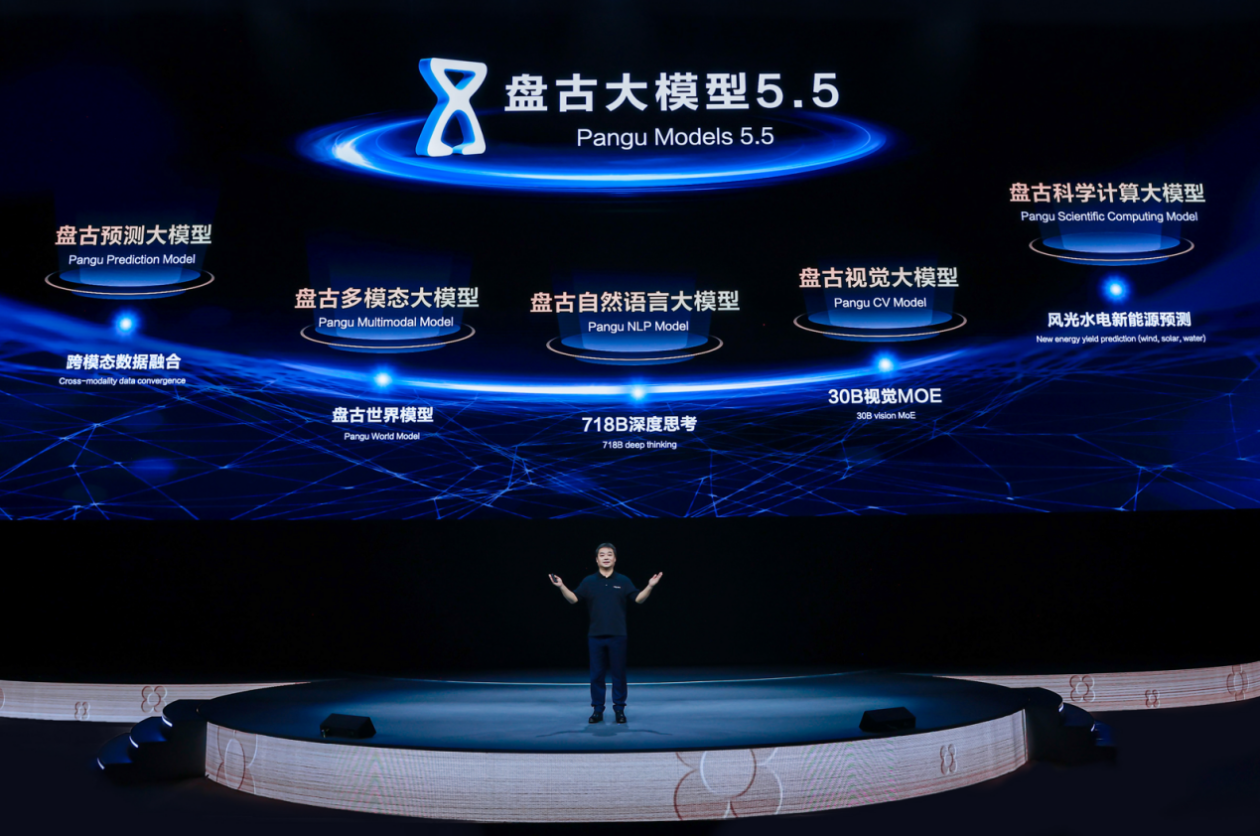 盘古大模型5.5
Pangu Models 5.5
盘古预测大模型
Pangu Prediction Model
跨模态数据融合
Cross-modality data convergence
盘古多模态大模型
Pangu Multimodal Model
盘古世界模型
Pangu World Model
盘古自然语言大模型
Pangu NLP Model
718B深度思考
718B deep thinking
盘古视觉大模型
Pangu CV Model
30B视觉MOE
30B vision MoE
盘古科学计算大模型
Pangu Scientific Computing Model
风光水电新能源预测
New energy yield prediction (wind, solar, water)